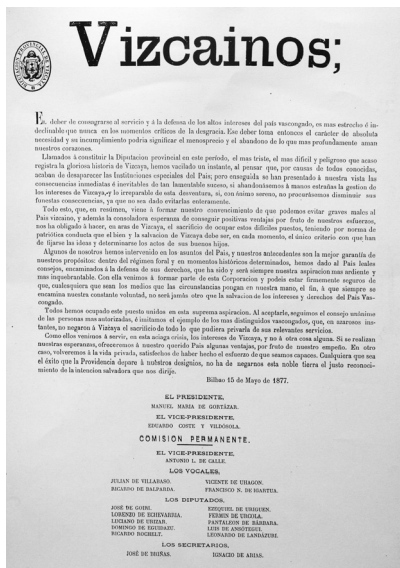 Vizcainos;
EL deber de consagrarse al servicio y á la defensa de los altos intereses del país vascongado, es mas estrecho é in-
declinable que nunca en los momentos críticos de la desgracia. Ese deber toma entonces el carácter de absoluta
necesidad y su incumplimiento podria significar el menosprecio y el abandono de lo que mas profundamente aman
nuestros corazones.
Llamados á constituir la Diputacion provincial en este período, el mas triste, el mas dificil y peligroso que acaso
registra la gloriosa historia de Vizcaya, hemos vacilado un instante, al pensar que, por causas de todos conocidas,
acaban de desaparecer las Instituciones especiales del Pais; pero enseguida se han presentado á nuestra vista las
consecuencias inmediatas é inevitables de tan lamentable suceso, si abandonásemos á manos estrañas la gestion de
los intereses de Vizcaya, y lo irreparable de esta desventura, si, con ánimo sereno, no procurásemos disminuir sus
funestas consecuencias, ya que no sea dado evitarlas enteramente.
Todo esto que, en resúmen, viene á formar nuestro convencimiento de que podemos evitar graves males al
Pais vizcaino, y además la consoladora esperanza de conseguir positivas ventajas por fruto de nuestros esfuerzos,
nos ha obligado á hacer, en aras de Vizcaya, el sacrificio de ocupar estos difíciles puestos, teniendo por norma de
patriótica conducta que el bien y la salvacion de Vizcaya debe ser, en cada momento, el único criterio con que han
de fijarse las ideas y determinarse los actos de sus buenos hijos.
Algunos de nosotros hemos intervenido en los asuntos del Pais, y nuestros antecedentes son la mejor garantía de
nuestros propósitos: dentro del régimen foral y en momentos históricos determinados, hemos dado al Pais leales
consejos, encaminados á la defensa de sus derechos, que ha sido y será siempre nuestra aspiracion mas ardiente y
mas inquebrantable. Con ella venimos á formar parte de esta Corporacion y podeis estar firmemente seguros de
que, cualesquiera que sean los medios que las circunstancias pongan en nuestra mano, el fin, á que siempre se
encamina nuestra constante voluntad, no será jamás otro que la salvacion de los intereses y derechos del Pais Vas-
congado.
Todos hemos ocupado este puesto unidos en esta suprema aspiracion. Al aceptarle, seguimos el consejo unánime
de las personas mas autorizadas, é imitamos el ejemplo de los mas distinguidos vascongados, que, en azarosos ins-
tantes, no negaron á Vizcaya el sacrificio de todo lo que pudiera privarla de sus relevantes servicios.
Como ellos venimos á servir, en esta aciaga crisis, los intereses de Vizcaya, y no á otra cosa alguna. Si se realizan
nuestras esperanzas, ofreceremos á nuestro querido Pais algunas ventajas, por fruto de nuestro empeño. En otro
caso, volveremos á la vida privada, satisfechos de haber hecho el esfuerzo de que seamos capaces. Cualquiera que sea
el éxito que la Providencia depare á nuestros designios, no ha de negarnos esta noble tierra el justo reconoci-
miento de la intencion salvadora que nos dirije.
Bilbao 15 de Mayo de 1877.
EL PRESIDENTE,
MANUEL MARIA DE GORTÁZAR.
EL VICE-PRESIDENTE,
EDUARDO COSTE Y VILDÓSOLA.
COMISION PERMANENTE.
EL VICE-PRESIDENTE,
ANTONIO L. DE CALLE.
LOS VOCALES,
JULIAN DE VILLABASO. VICENTE DE UHAGON.
RICARDO DE BALPARDA. FRANCISCO N. DE IGARTUA.
LOS DIPUTADOS,
JOSÉ DE GOIRI. EZEQUIEL DE URIGUEN.
LORENZO DE ECHEVARRIA. FERMIN DE URCOLA.
LUCIANO DE URIZAR. PANTALEON DE BÁRBARA.
DOMINGO DE EGUIDAZU. LUIS DE ANSÓTEGUI.
RICARDO ROCHELT. LEONARDO DE LANDÁZURI.
LOS SECRETARIOS,
JOSÉ DE BRIÑAS. IGNACIO DE ARIAS.